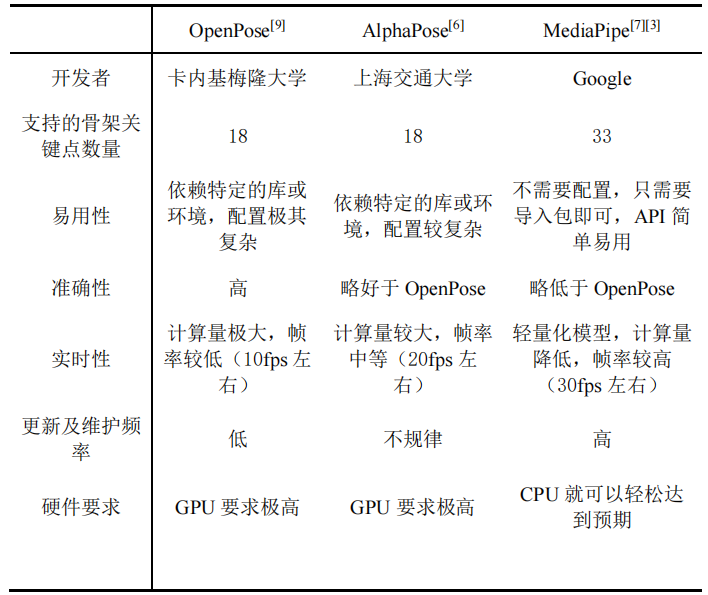 OpenPose[9] AlphaPose[6] MediaPipe[7][3]
开发者 卡内基梅隆大学 上海交通大学 Google
支持的骨架关
键点数量
18 18 33
易用性
依赖特定的库或
环境，配置极其
复杂
依赖特定的库或环
境，配置较复杂
不需要配置，只需要
导入包即可，API 简
单易用
准确性 高 略好于 OpenPose 略低于 OpenPose
实时性
计算量极大，帧
率较低（10fps 左
右）
计算量较大，帧率
中等（20fps 左
右）
轻量化模型，计算量
降低，帧率较高
（30fps 左右）
更新及维护频
率
低 不规律 高
硬件要求 GPU 要求极高 GPU 要求极高
CPU 就可以轻松达
到预期